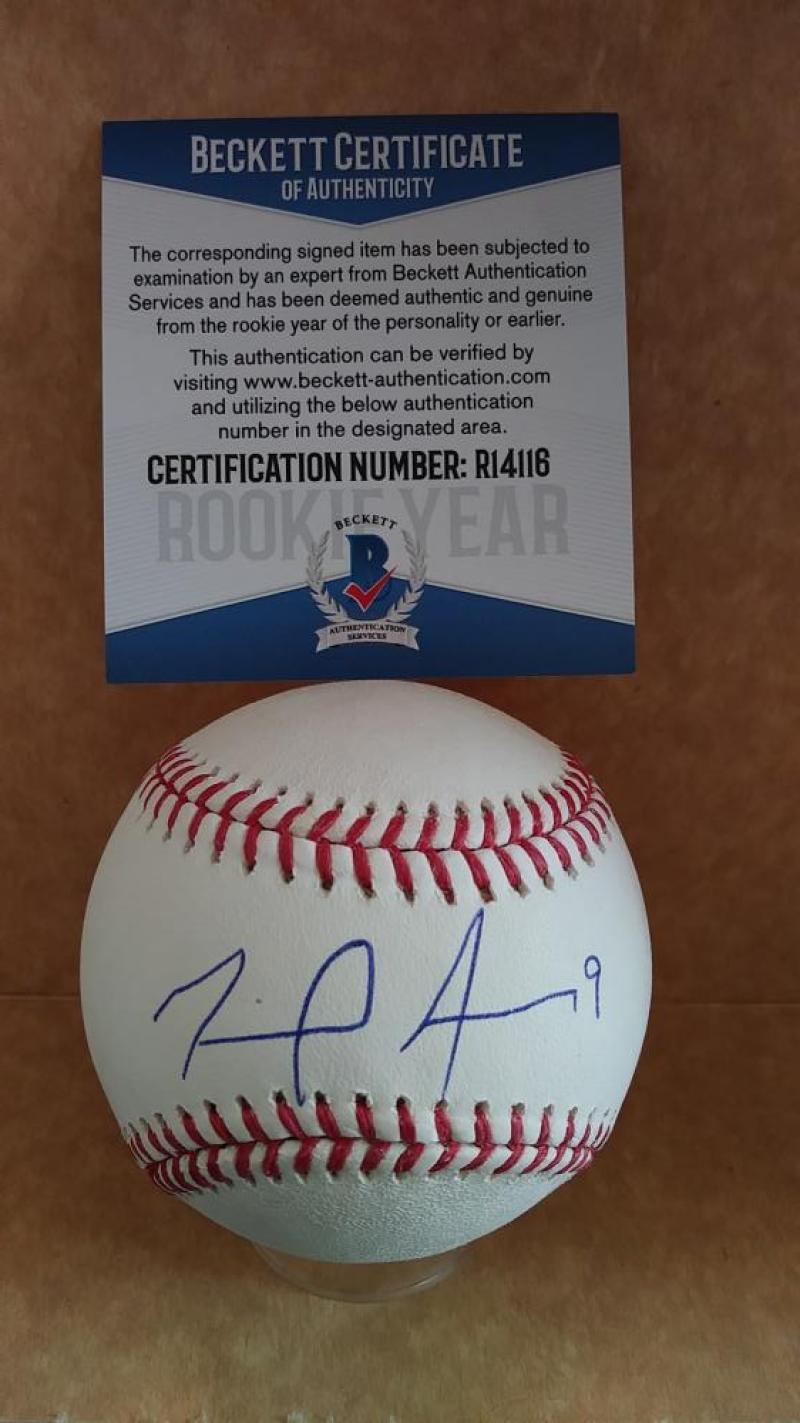 BECKETT CERTIFICATE
OF AUTHENTICITY
The corresponding signed item has been subjected to
examination by an expert from Beckett Authentication
Services and has been deemed authentic and genuine
from the rookie year of the personality or earlier.
This authentication can be verified by
visiting www.beckett-authentication.com
and utilizing the below authentication
number in the designated area.
CERTIFICATION NUMBER: R14116
ROOKIE YEAR
BECKETT
B
AUTHENTICATION
SERVICES
9